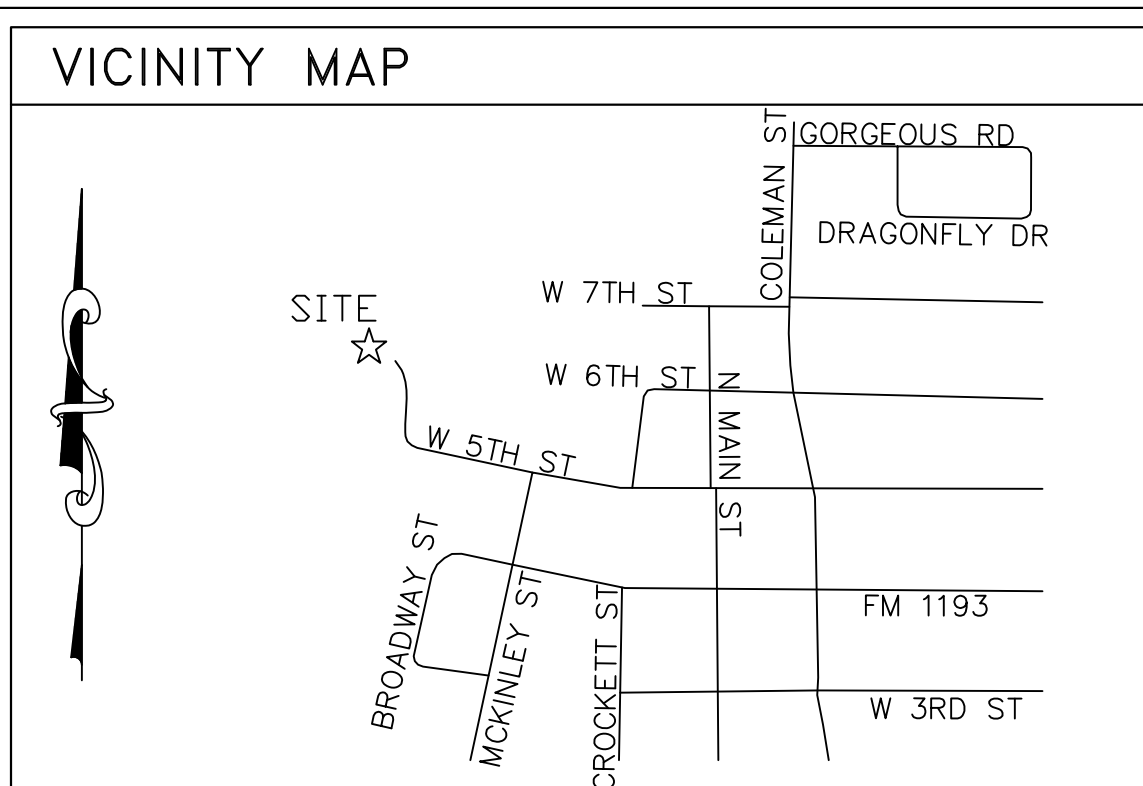 VICINITY MAP
GORGEOUS RD
COLEMAN ST
DRAGONFLY DR
W 7TH ST
SITE
W 6TH ST
N MAIN ST
W 5TH ST
BROADWAY ST
MCKINLEY ST
CROCKETT ST
FM 1193
W 3RD ST